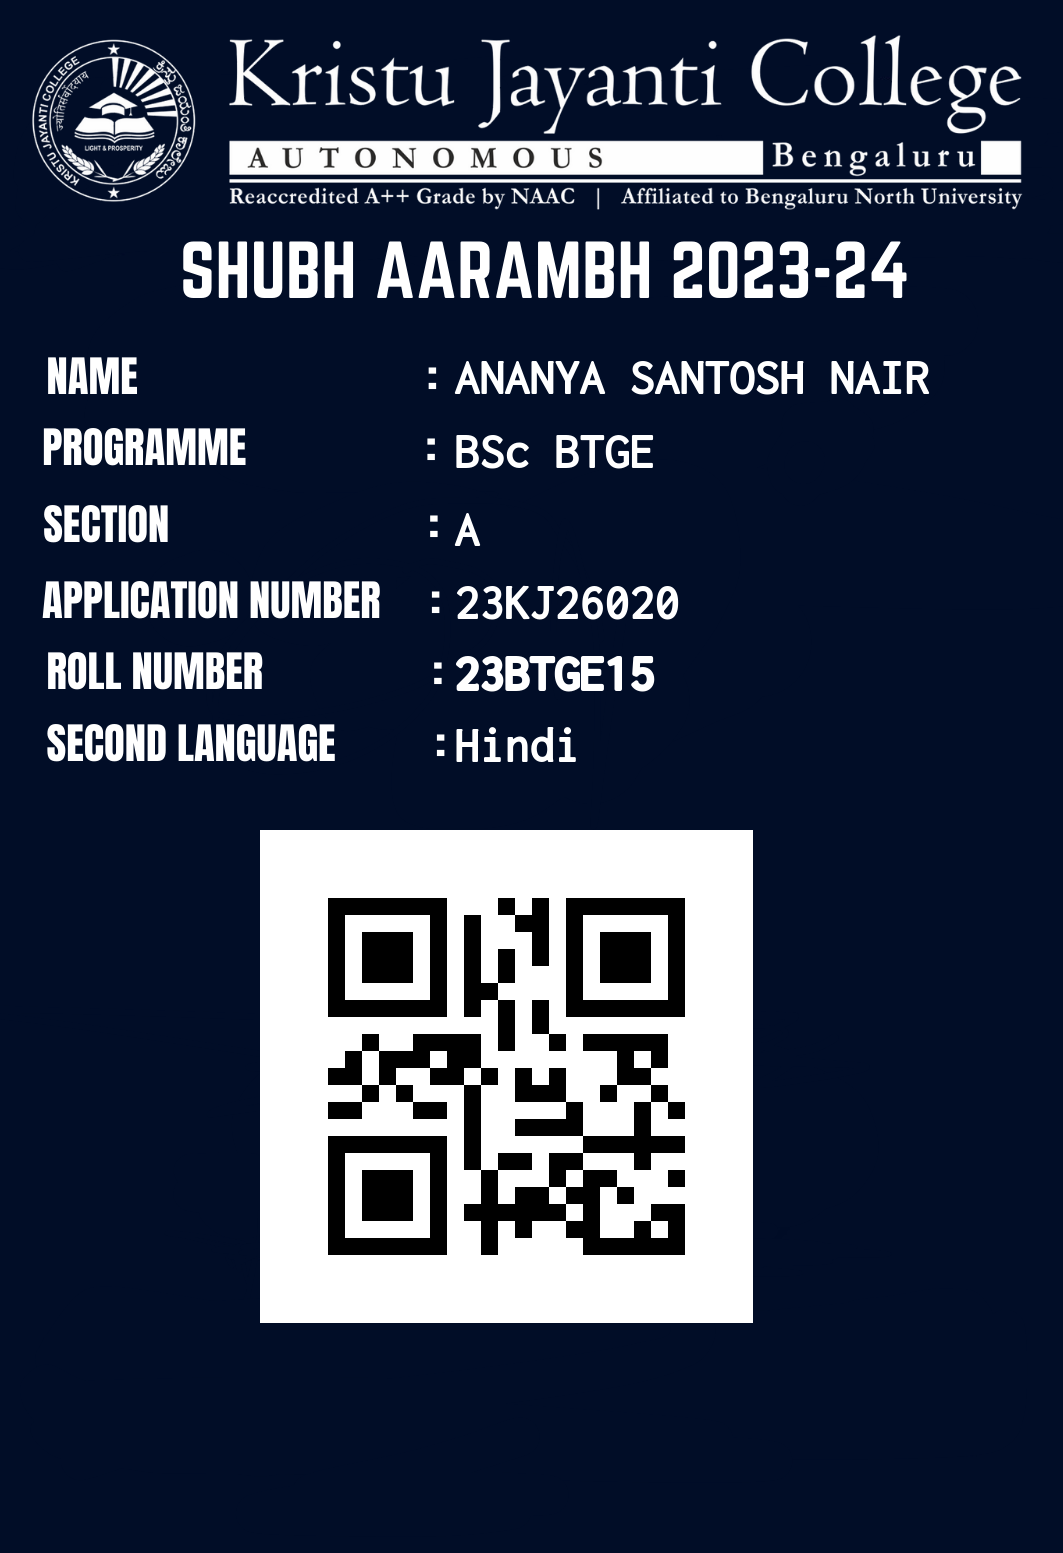 KRISTU JAYANTI COLLEGE
ಕ್ರಿಸ್ತು ಜಯಂತಿ ಕಾಲೇಜು
LIGHT & PROSPERITY
Kristu Jayanti College
AUTONOMOUS Bengaluru
Reaccredited A++ Grade by NAAC | Affiliated to Bengaluru North University
SHUBH AARAMBH 2023-24
NAME : ANANYA SANTOSH NAIR
PROGRAMME : BSc BTGE
SECTION : A
APPLICATION NUMBER : 23KJ26020
ROLL NUMBER : 23BTGE15
SECOND LANGUAGE : Hindi